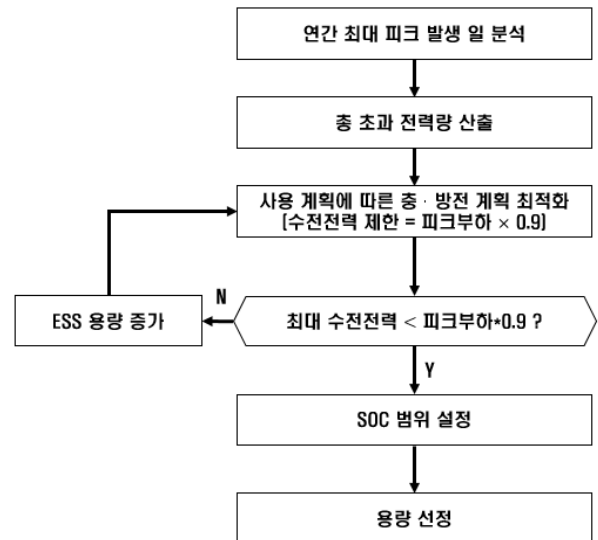 연간 최대 피크 발생 일 분석
총 초과 전력량 산출
사용 계획에 따른 충 · 방전 계획 최적화
(수전전력 제한 = 피크부하 × 0.9)
N
ESS 용량 증가
최대 수전전력 < 피크부하*0.9 ?
Y
SOC 범위 설정
용량 선정